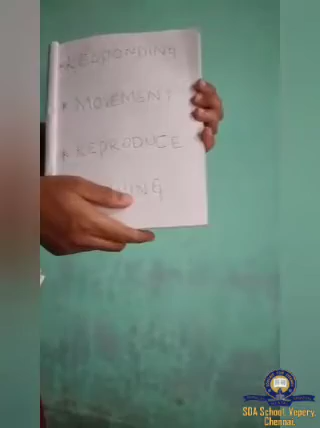 * RESPONDING
* MOVEMENT
* REPRODUCE
SDA School, Vepery,
Chennai.